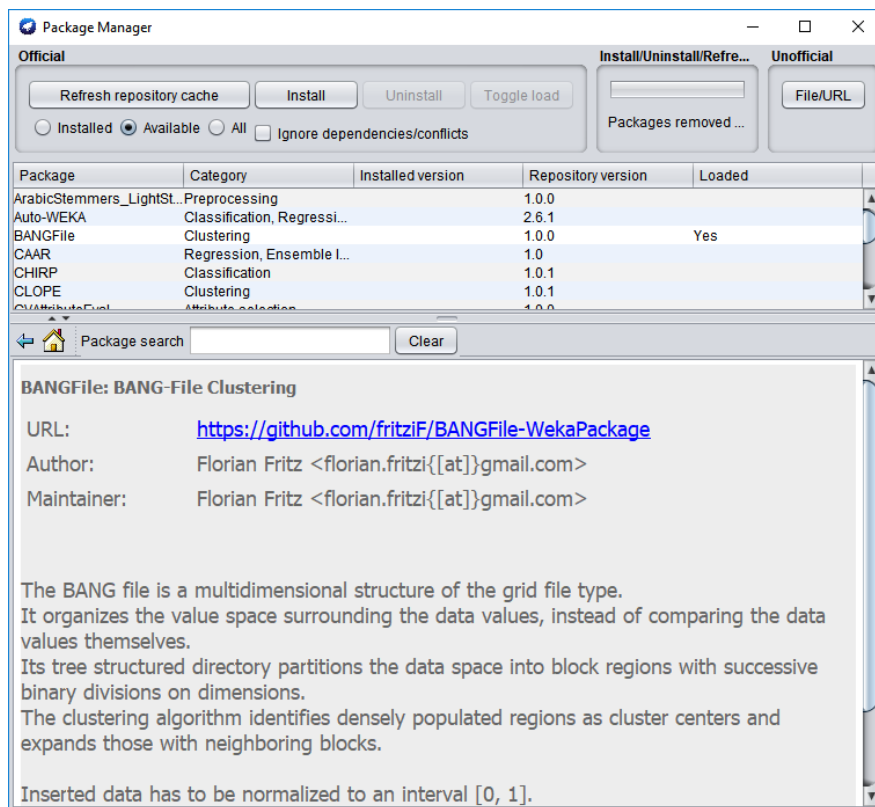 Package Manager
Official
Install/Uninstall/Refre...
Unofficial
Refresh repository cache
Install
Uninstall
Toggle load
File/URL
Installed
Available
All
Ignore dependencies/conflicts
Packages removed ...
Package Category Installed version Repository version Loaded
ArabicStemmers_LightSt... Preprocessing 1.0.0
Auto-WEKA Classification, Regressi... 2.6.1
BANGFile Clustering 1.0.0 Yes
CAAR Regression, Ensemble l... 1.0
CHIRP Classification 1.0.1
CLOPE Clustering 1.0.1
CVAttributeEval Attribute selection 1.0.0
Package search
Clear
BANGFile: BANG-File Clustering
URL: https://github.com/fritziF/BANGFile-WekaPackage
Author: Florian Fritz <florian.fritzi{[at]}gmail.com>
Maintainer: Florian Fritz <florian.fritzi{[at]}gmail.com>
The BANG file is a multidimensional structure of the grid file type.
It organizes the value space surrounding the data values, instead of comparing the data
values themselves.
Its tree structured directory partitions the data space into block regions with successive
binary divisions on dimensions.
The clustering algorithm identifies densely populated regions as cluster centers and
expands those with neighboring blocks.
Inserted data has to be normalized to an interval [0, 1].